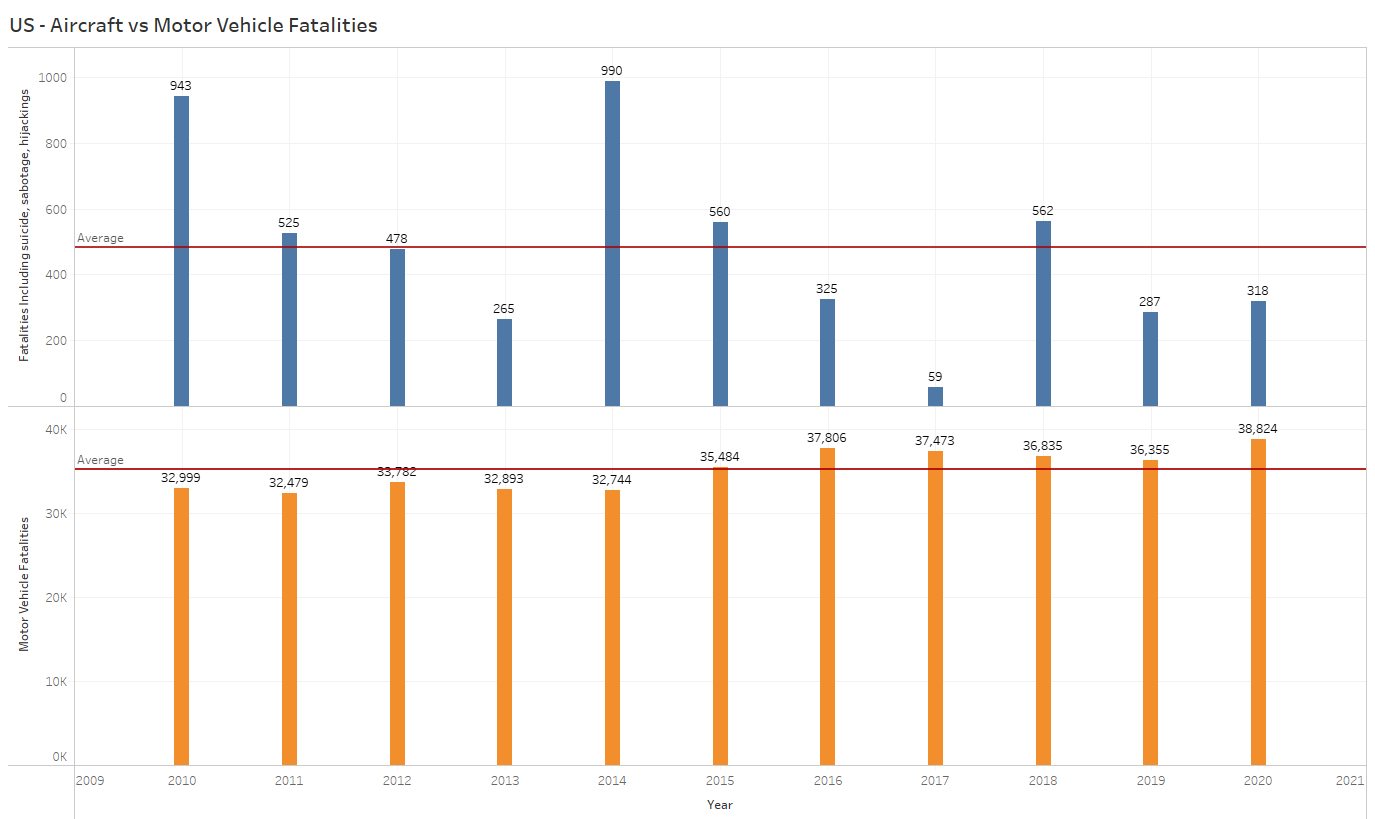 US - Aircraft vs Motor Vehicle Fatalities
Fatalities Including suicide, sabotage, hijackings
1000
800
600
400
200
0
Average
943
525
478
265
990
560
325
59
562
287
318
Motor Vehicle Fatalities
40K
30K
20K
10K
0K
Average
32,999
32,479
33,782
32,893
32,744
35,484
37,806
37,473
36,835
36,355
38,824
2009 2010 2011 2012 2013 2014 2015 2016 2017 2018 2019 2020 2021
Year